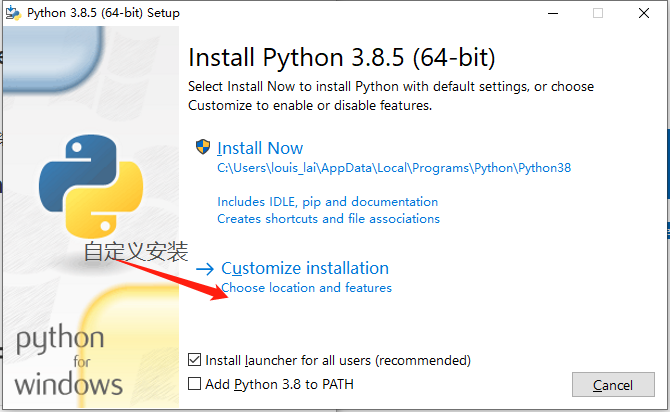 Python 3.8.5 (64-bit) Setup
Install Python 3.8.5 (64-bit)
Select Install Now to install Python with default settings, or choose
Customize to enable or disable features.
Install Now
C:\Users\louis_lai\AppData\Local\Programs\Python\Python38
Includes IDLE, pip and documentation
Creates shortcuts and file associations
自定义安装
Customize installation
Choose location and features
python
for
windows
Install launcher for all users (recommended)
Add Python 3.8 to PATH
Cancel